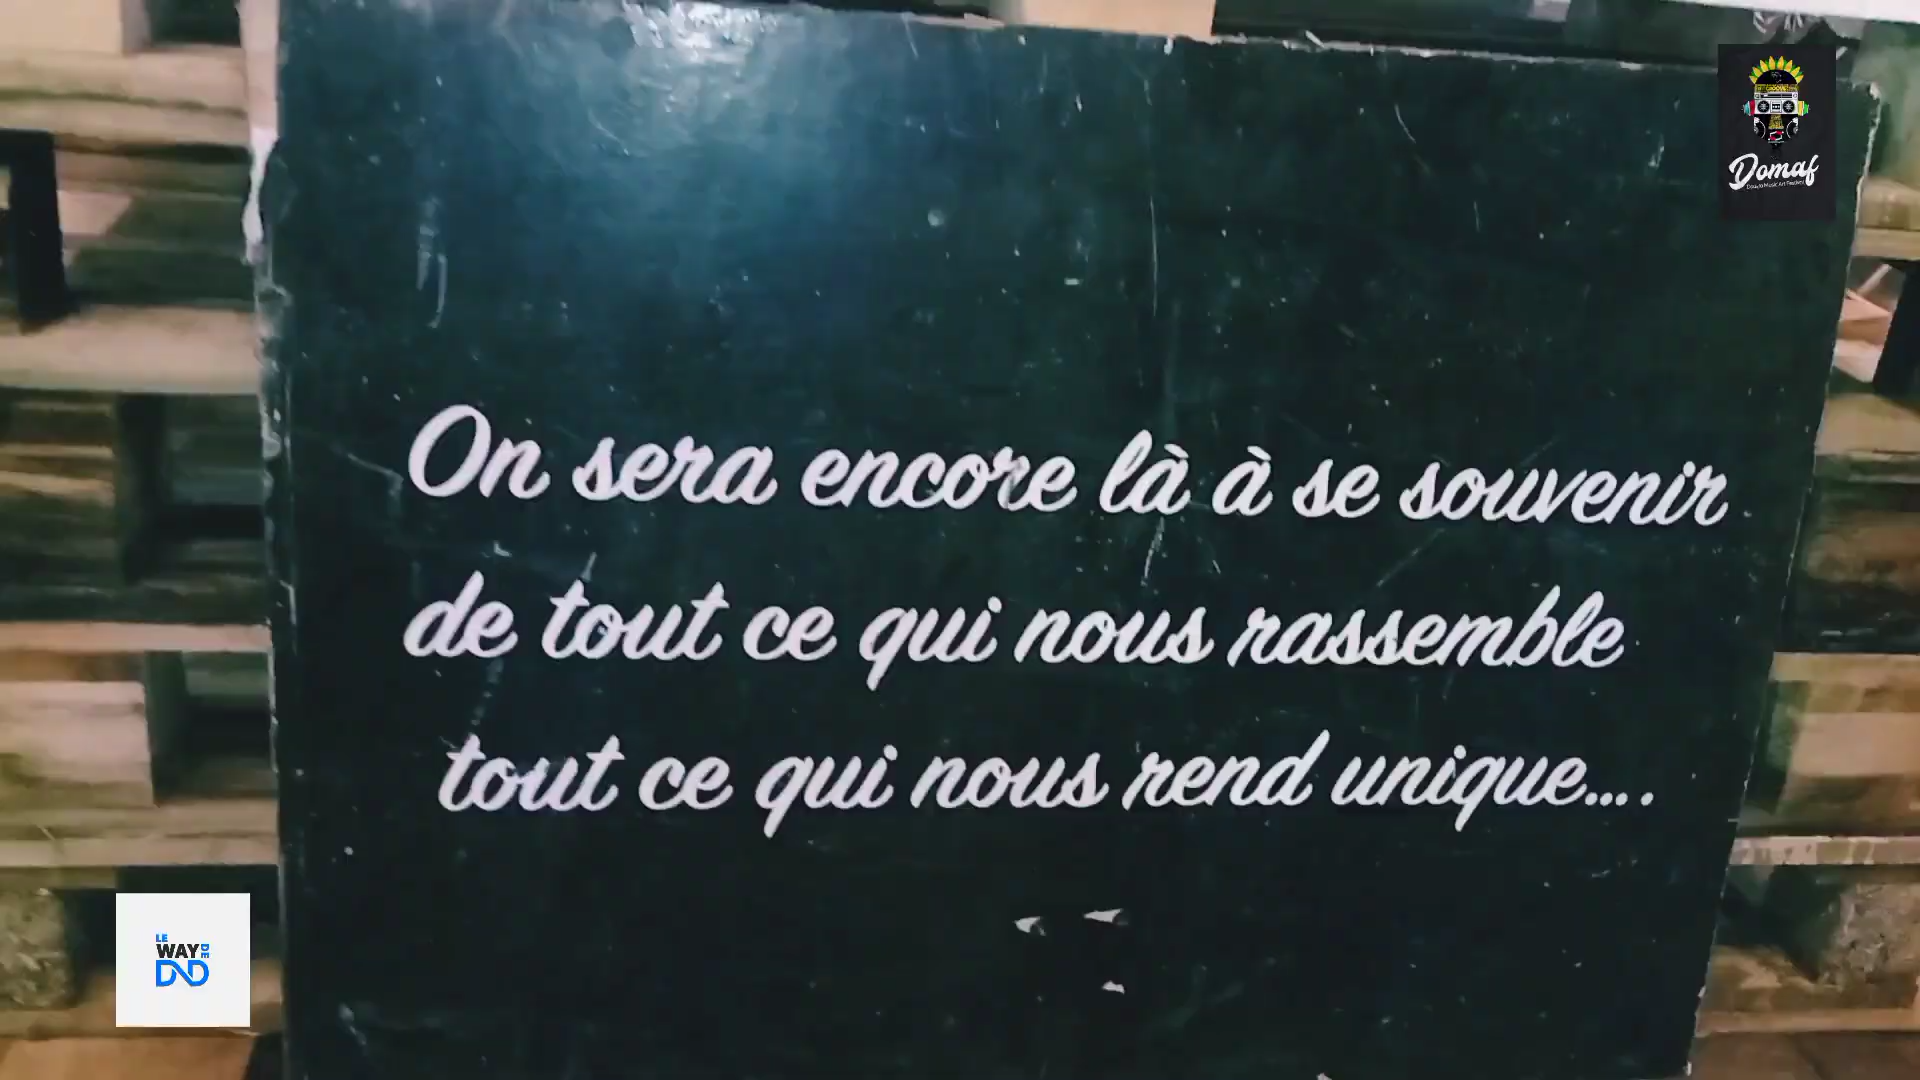 Domaf
On sera encore là à se souvenir
de tout ce qui nous rassemble
tout ce qui nous rend unique....
LE
WAY DE
DND